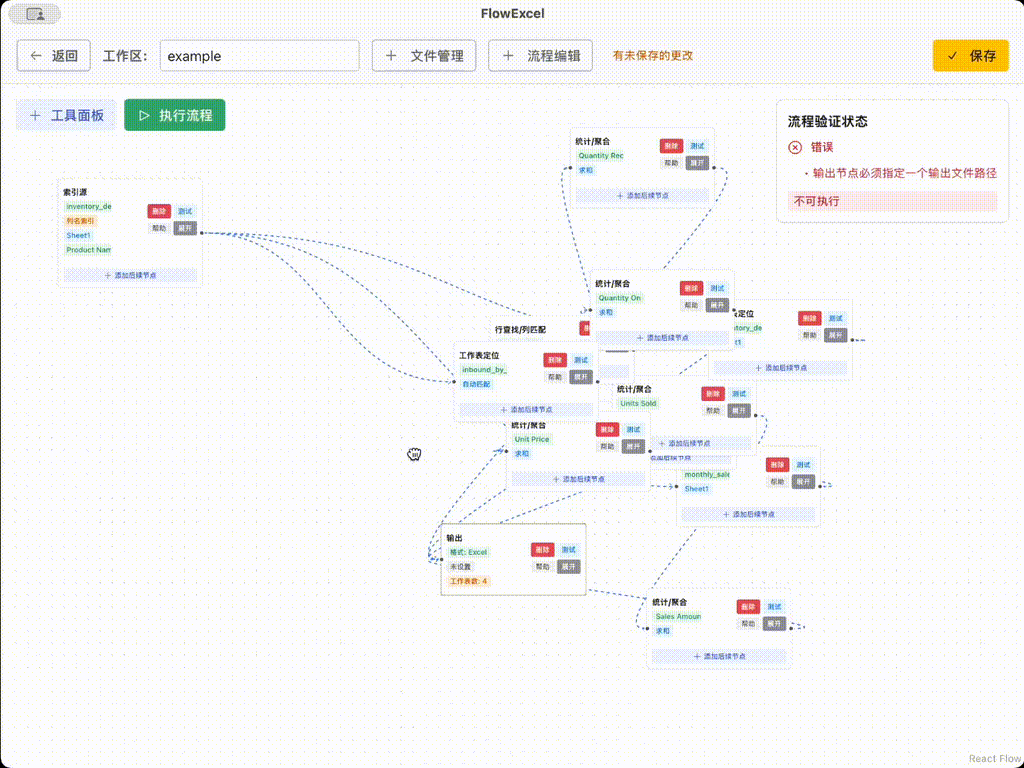 FlowExcel
← 返回
工作区:
example
+ 文件管理
+ 流程编辑
有未保存的更改
✓ 保存
+ 工具面板
▷ 执行流程
流程验证状态
错误
• 输出节点必须指定一个输出文件路径
不可执行
统计/聚合
Quantity Rec
求和
删除 测试
帮助 展开
+ 添加后续节点
索引源
inventory_de
列名索引
Sheet1
Product Nam
删除 测试
帮助 展开
+ 添加后续节点
统计/聚合
Quantity On
求和
删除 测试
帮助 展开
+ 添加后续节点
表定位
tory_de
t1
删除 测试
帮助 展开
+ 添加后续节点
行查找/列匹配
工作表定位
inbound_by_
自动匹配
删除 测试
帮助 展开
+ 添加后续节点
统计/聚合
Units Sold
删除 测试
帮助 展开
+ 添加后续节点
统计/聚合
Unit Price
求和
删除 测试
帮助 展开
+ 添加后续节点
添加后续节点
monthly_sale
Sheet1
删除 测试
帮助 展开
+ 添加后续节点
输出
格式: Excel
未设置
工作表数: 4
删除 测试
帮助 展开
统计/聚合
Sales Amoun
求和
删除 测试
帮助 展开
+ 添加后续节点
React Flow